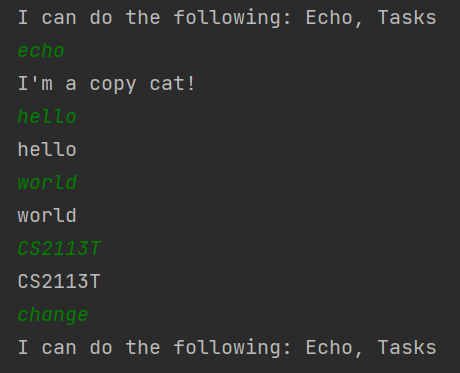 I can do the following: Echo, Tasks
echo
I'm a copy cat!
hello
hello
world
world
CS2113T
CS2113T
change
I can do the following: Echo, Tasks